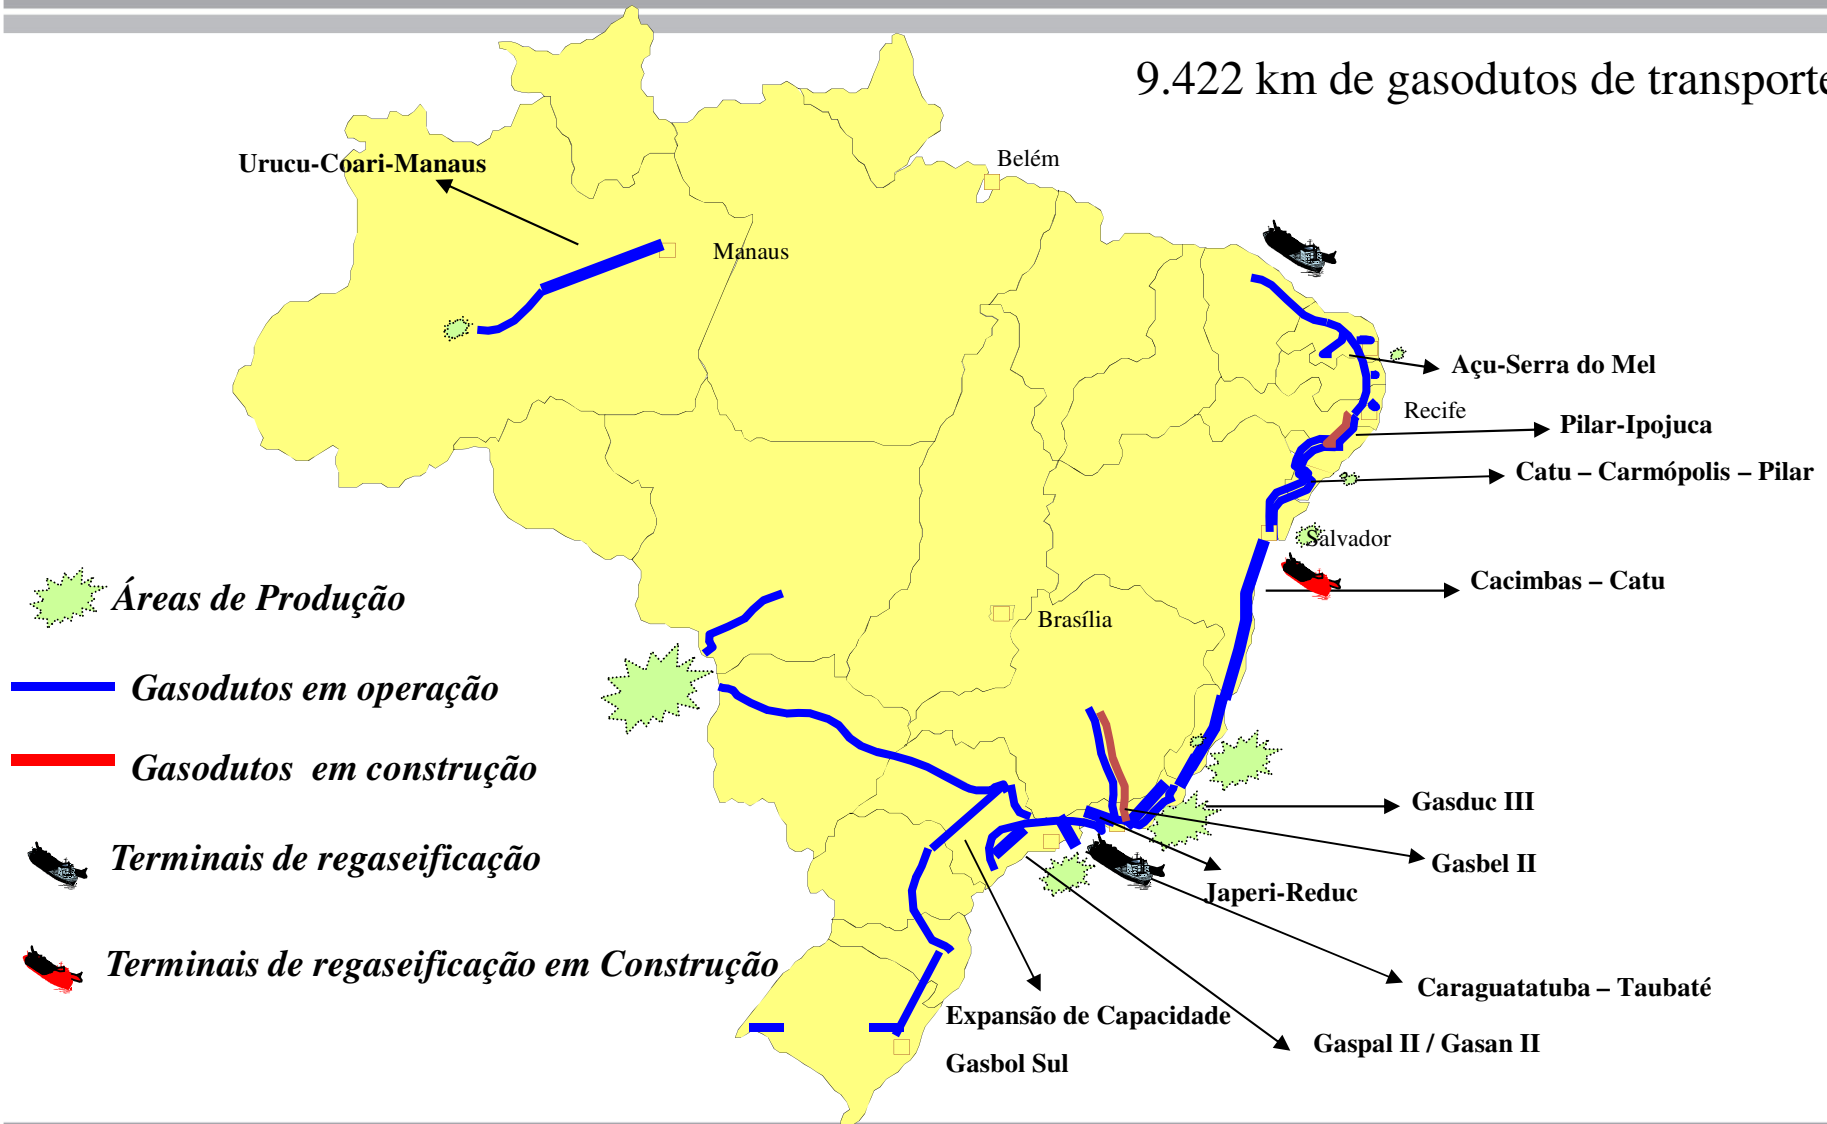 9.422 km de gasodutos de transporte
Belém
Urucu-Coari-Manaus
Manaus
Açu-Serra do Mel
Recife
Pilar-Ipojuca
Catu – Carmópolis – Pilar
Salvador
Cacimbas – Catu
Áreas de Produção
Brasília
Gasodutos em operação
Gasodutos em construção
Gasduc III
Terminais de regaseificação
Gasbel II
Japeri-Reduc
Terminais de regaseificação em Construção
Caraguatatuba – Taubaté
Expansão de Capacidade
Gasbol Sul
Gaspal II / Gasan II